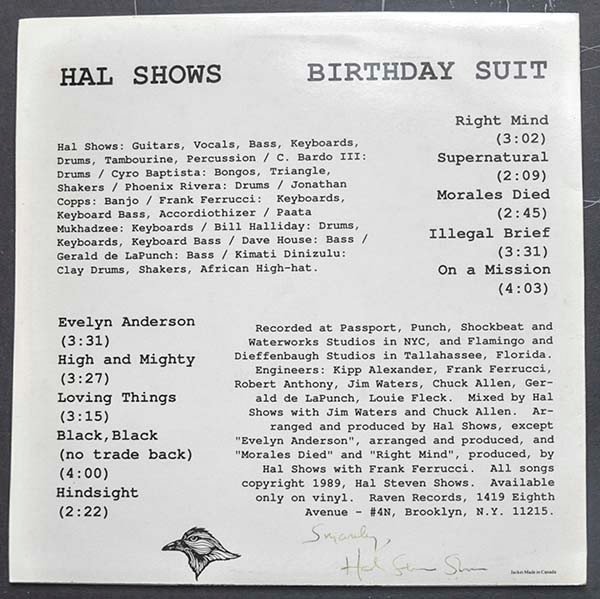 HAL SHOWS
BIRTHDAY SUIT
Hal Shows: Guitars, Vocals, Bass, Keyboards,
Drums, Tambourine, Percussion / C. Bardo III:
Drums / Cyro Baptista: Bongos, Triangle,
Shakers / Phoenix Rivera: Drums / Jonathan
Copps: Banjo / Frank Ferrucci:  Keyboards,
Keyboard Bass, Accordiothizer / Paata
Mukhadzee: Keyboards / Bill Halliday: Drums,
Keyboards, Keyboard Bass / Dave House: Bass /
Gerald de LaPunch: Bass / Kimati Dinizulu:
Clay Drums, Shakers, African High-hat.
Right Mind
(3:02)
Supernatural
(2:09)
Morales Died
(2:45)
Illegal Brief
(3:31)
On a Mission
(4:03)
Evelyn Anderson
(3:31)
High and Mighty
(3:27)
Loving Things
(3:15)
Black,Black
(no trade back)
(4:00)
Hindsight
(2:22)
Recorded at Passport, Punch, Shockbeat and
Waterworks Studios in NYC, and Flamingo and
Dieffenbaugh Studios in Tallahassee, Florida.
Engineers: Kipp Alexander, Frank Ferrucci,
Robert Anthony, Jim Waters, Chuck Allen, Ger-
ald de LaPunch, Louie Fleck.  Mixed by Hal
Shows with Jim Waters and Chuck Allen.  Ar-
ranged and produced by Hal Shows, except
"Evelyn Anderson", arranged and produced, and
"Morales Died" and "Right Mind", produced, by
Hal Shows with Frank Ferrucci.  All songs
copyright 1989, Hal Steven Shows.  Available
only on vinyl.  Raven Records, 1419 Eighth
Avenue - #4N, Brooklyn, N.Y. 11215.
Hal Steven Shows
Jacket Made in Canada